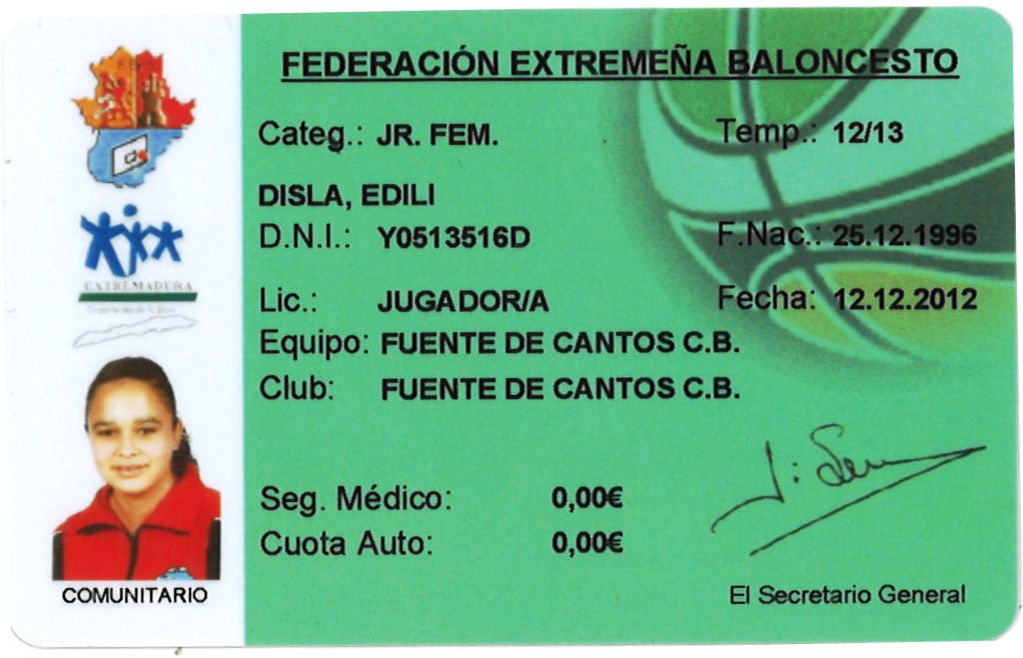 FEDERACIÓN EXTREMEÑA BALONCESTO
Categ.: JR. FEM. Temp.: 12/13
DISLA, EDILI
D.N.I.: Y0513516D F.Nac.: 25.12.1996
EXTREMADURA
Lic.: JUGADOR/A Fecha: 12.12.2012
Equipo: FUENTE DE CANTOS C.B.
Club: FUENTE DE CANTOS C.B.
Seg. Médico: 0,00€
Cuota Auto: 0,00€
COMUNITARIO
El Secretario General